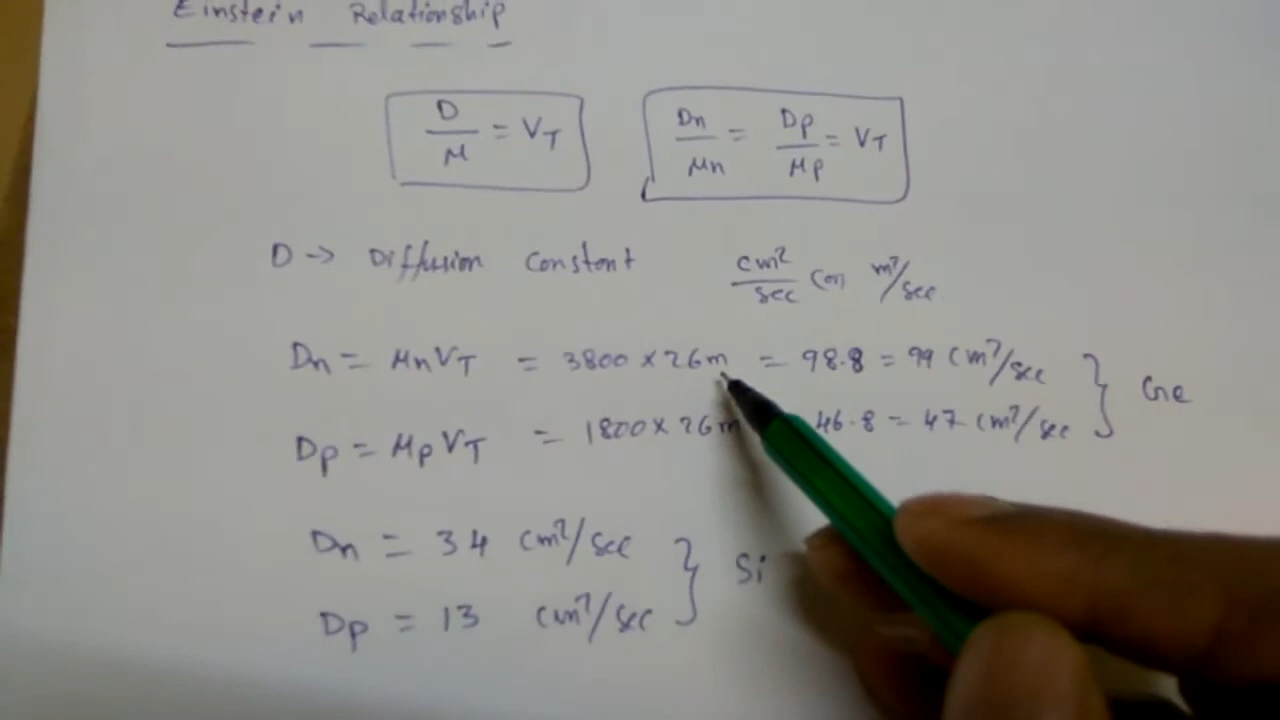 Einstein Relationship
D/μ = VT Dn/μn = Dp/μp = VT
D → Diffusion Constant cm²/sec (or) m²/sec
Dn = μnVT = 3800 × 26m = 98.8 = 99 cm²/sec
Dp = μpVT = 1800 × 26m 46.8 = 47 cm²/sec } Ge
Dn = 34 cm²/sec
Dp = 13 cm²/sec } Si